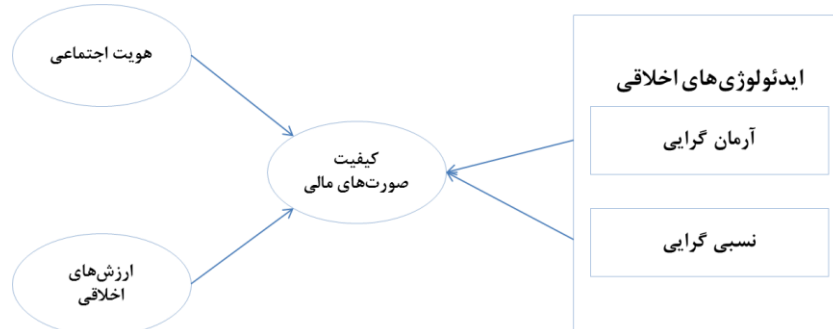 هویت اجتماعی
ایدئولوژی‌های اخلاقی
آرمان گرایی
کیفیت
صورت‌های مالی
نسبی گرایی
ارزش‌های
اخلاقی